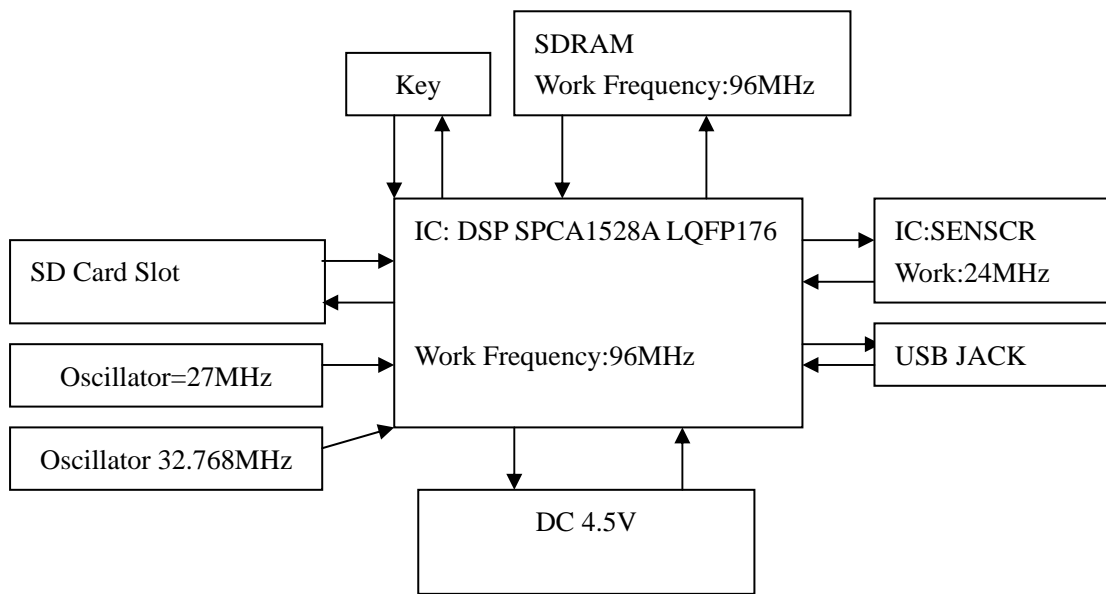 SDRAM
Work Frequency:96MHz
Key
IC: DSP SPCA1528A LQFP176
Work Frequency:96MHz
IC:SENSCR
Work:24MHz
SD Card Slot
USB JACK
Oscillator=27MHz
Oscillator 32.768MHz
DC 4.5V